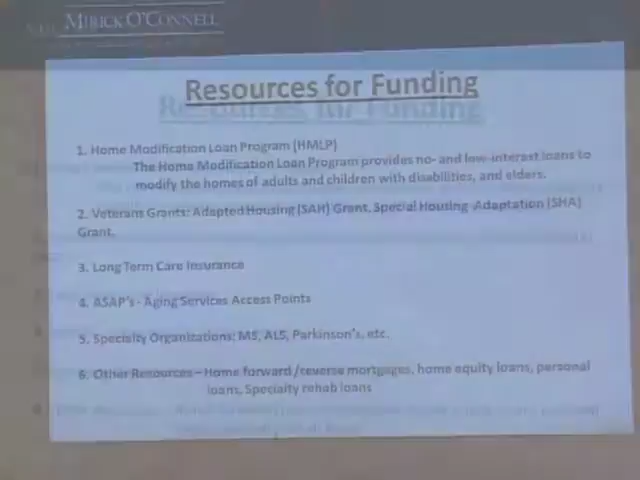 MIRICK O'CONNELL
Resources for Funding
1. Home Modification Loan Program (HMLP)
The Home Modification Loan Program provides no- and low-interest loans to
modify the homes of adults and children with disabilities, and elders.
2. Veterans Grants: Adapted Housing (SAH) Grant, Special Housing Adaptation (SHA)
Grant.
3. Long Term Care Insurance
4. ASAP's - Aging Services Access Points
5. Specialty Organizations: MS, ALS, Parkinson's, etc.
6. Other Resources – Home forward/reverse mortgages, home equity loans, personal
loans, Specialty rehab loans